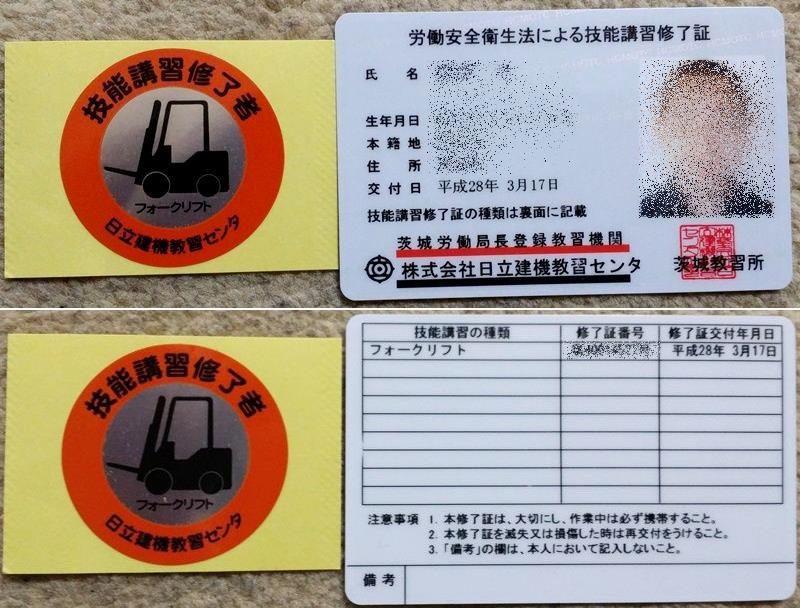 技能講習修了者
フォークリフト
日立建機教習センタ
労働安全衛生法による技能講習修了証
氏 名
生年月日
本籍地
住 所
交付日 平成28年 3月17日
技能講習修了証の種類は裏面に記載
茨城労働局長登録教習機関
株式会社日立建機教習センタ 茨城教習所
技能講習修了者
フォークリフト
日立建機教習センタ
技能講習の種類 修了証番号 修了証交付年月日
フォークリフト 平成28年 3月17日
注意事項 1. 本修了証は、大切にし、作業中は必ず携帯すること。
2. 本修了証を滅失又は損傷した時は再交付をうけること。
3. 「備考」の欄は、本人において記入しないこと。
備考